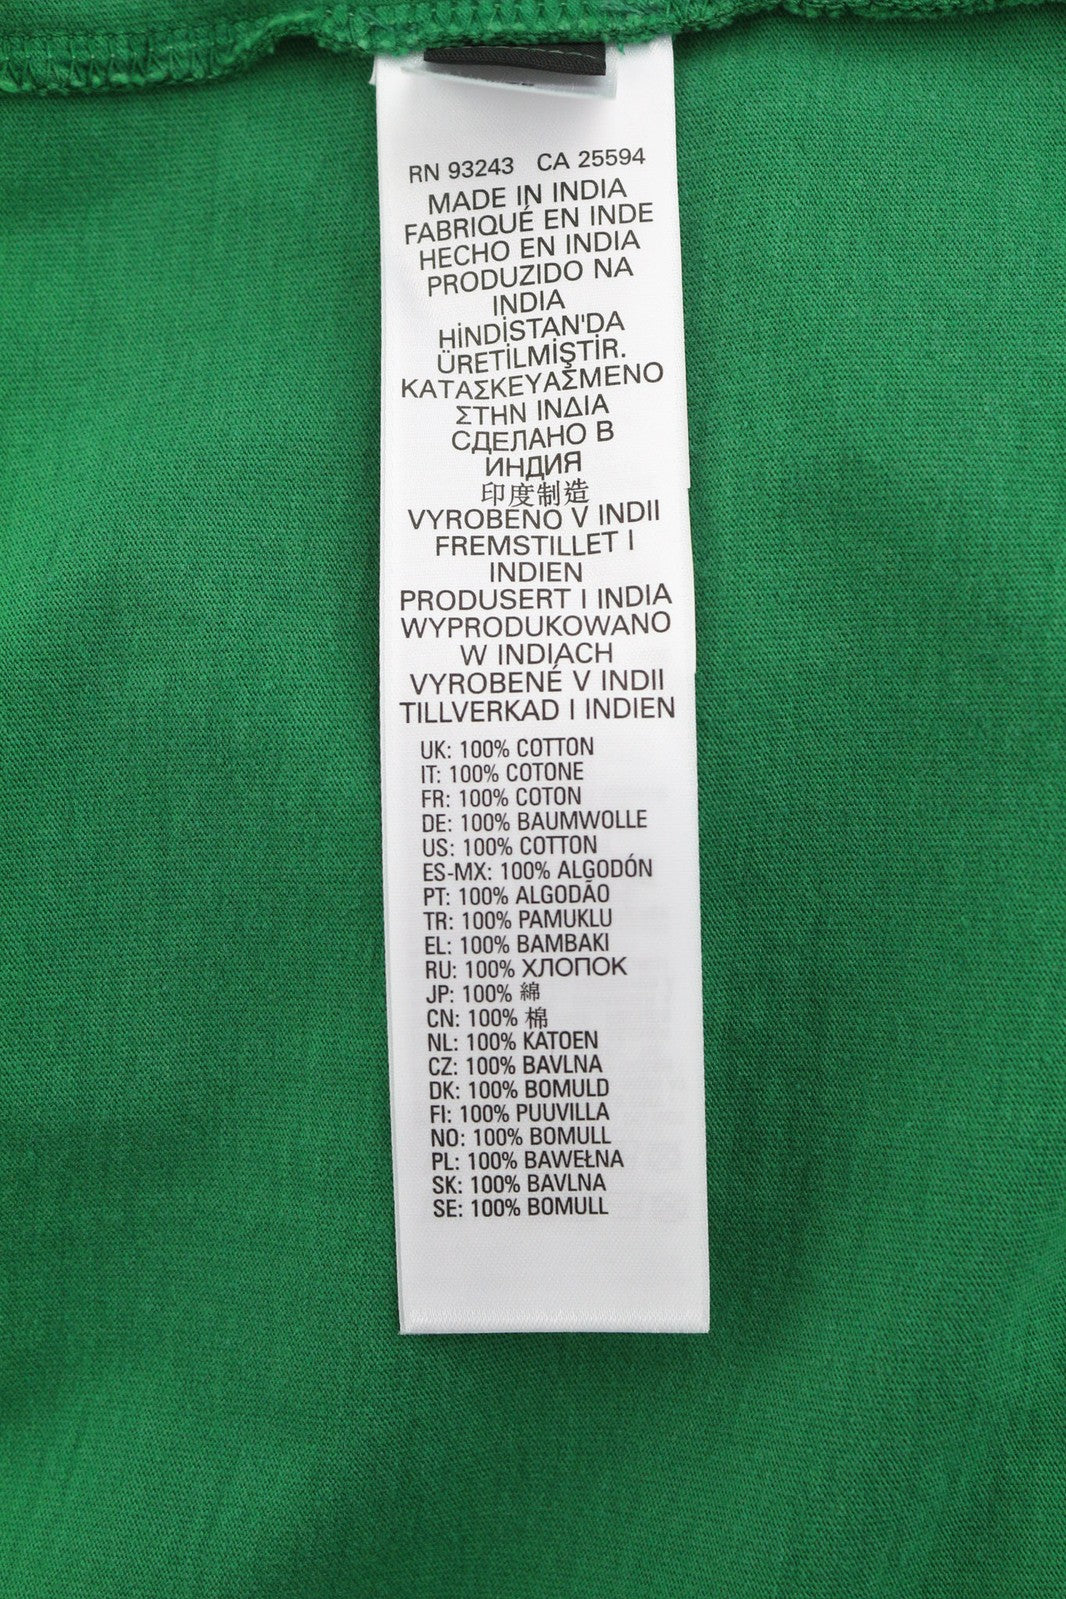 RN 93243 CA 25594
MADE IN INDIA
FABRIQUÉ EN INDE
HECHO EN INDIA
PRODUZIDO NA
INDIA
HİNDİSTAN'DA
ÜRETİLMİŞTİR.
ΚΑΤΑΣΚΕΥΑΣΜΕΝΟ
ΣΤΗΝ ΙΝΔΙΑ
СДЕЛАНО В
ИНДИЯ
印度制造
VYROBENO V INDII
FREMSTILLET I
INDIEN
PRODUSERT I INDIA
WYPRODUKOWANO
W INDIACH
VYROBENÉ V INDII
TILLVERKAD I INDIEN
UK: 100% COTTON
IT: 100% COTONE
FR: 100% COTON
DE: 100% BAUMWOLLE
US: 100% COTTON
ES-MX: 100% ALGODÓN
PT: 100% ALGODÃO
TR: 100% PAMUKLU
EL: 100% ΒΑΜΒΑΚΙ
RU: 100% ХЛОПОК
JP: 100% 綿
CN: 100% 棉
NL: 100% KATOEN
CZ: 100% BAVLNA
DK: 100% BOMULD
FI: 100% PUUVILLA
NO: 100% BOMULL
PL: 100% BAWEŁNA
SK: 100% BAVLNA
SE: 100% BOMULL